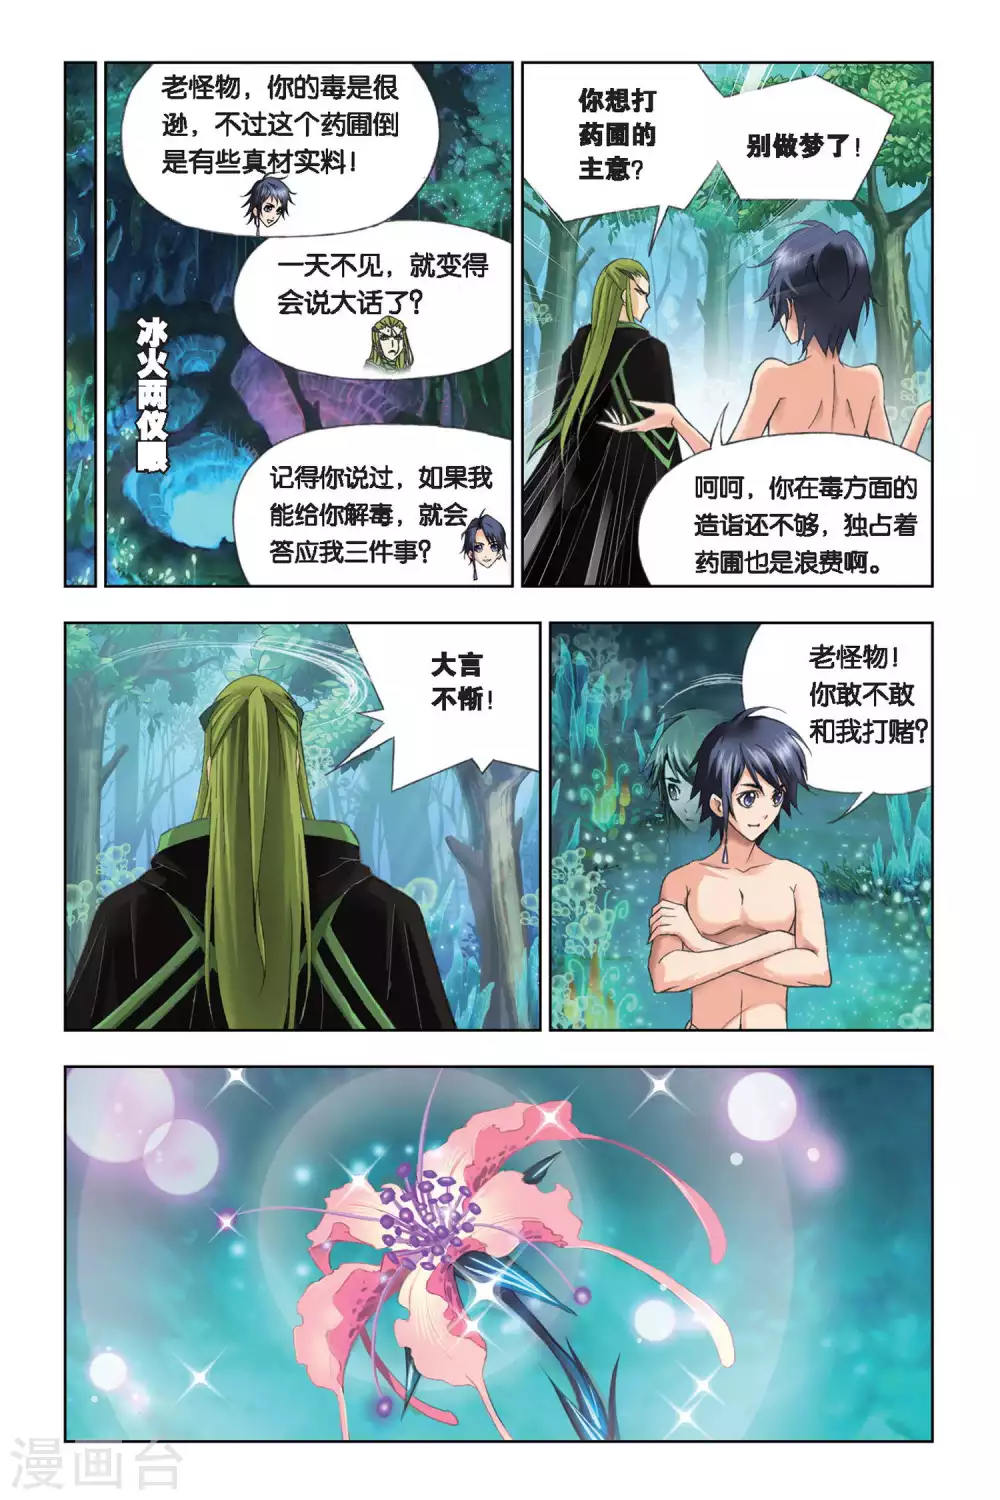 老怪物，你的毒是很
逊，不过这个药圃倒
是有些真材实料！
一天不见，就变得
会说大话了？
冰火两仪眼
记得你说过，如果我
能给你解毒，就会
答应我三件事？
你想打
药圃的
主意？
别做梦了！
呵呵，你在毒方面的
造诣还不够，独占着
药圃也是浪费啊。
大言
不惭！
老怪物！
你敢不敢
和我打赌？
漫画台